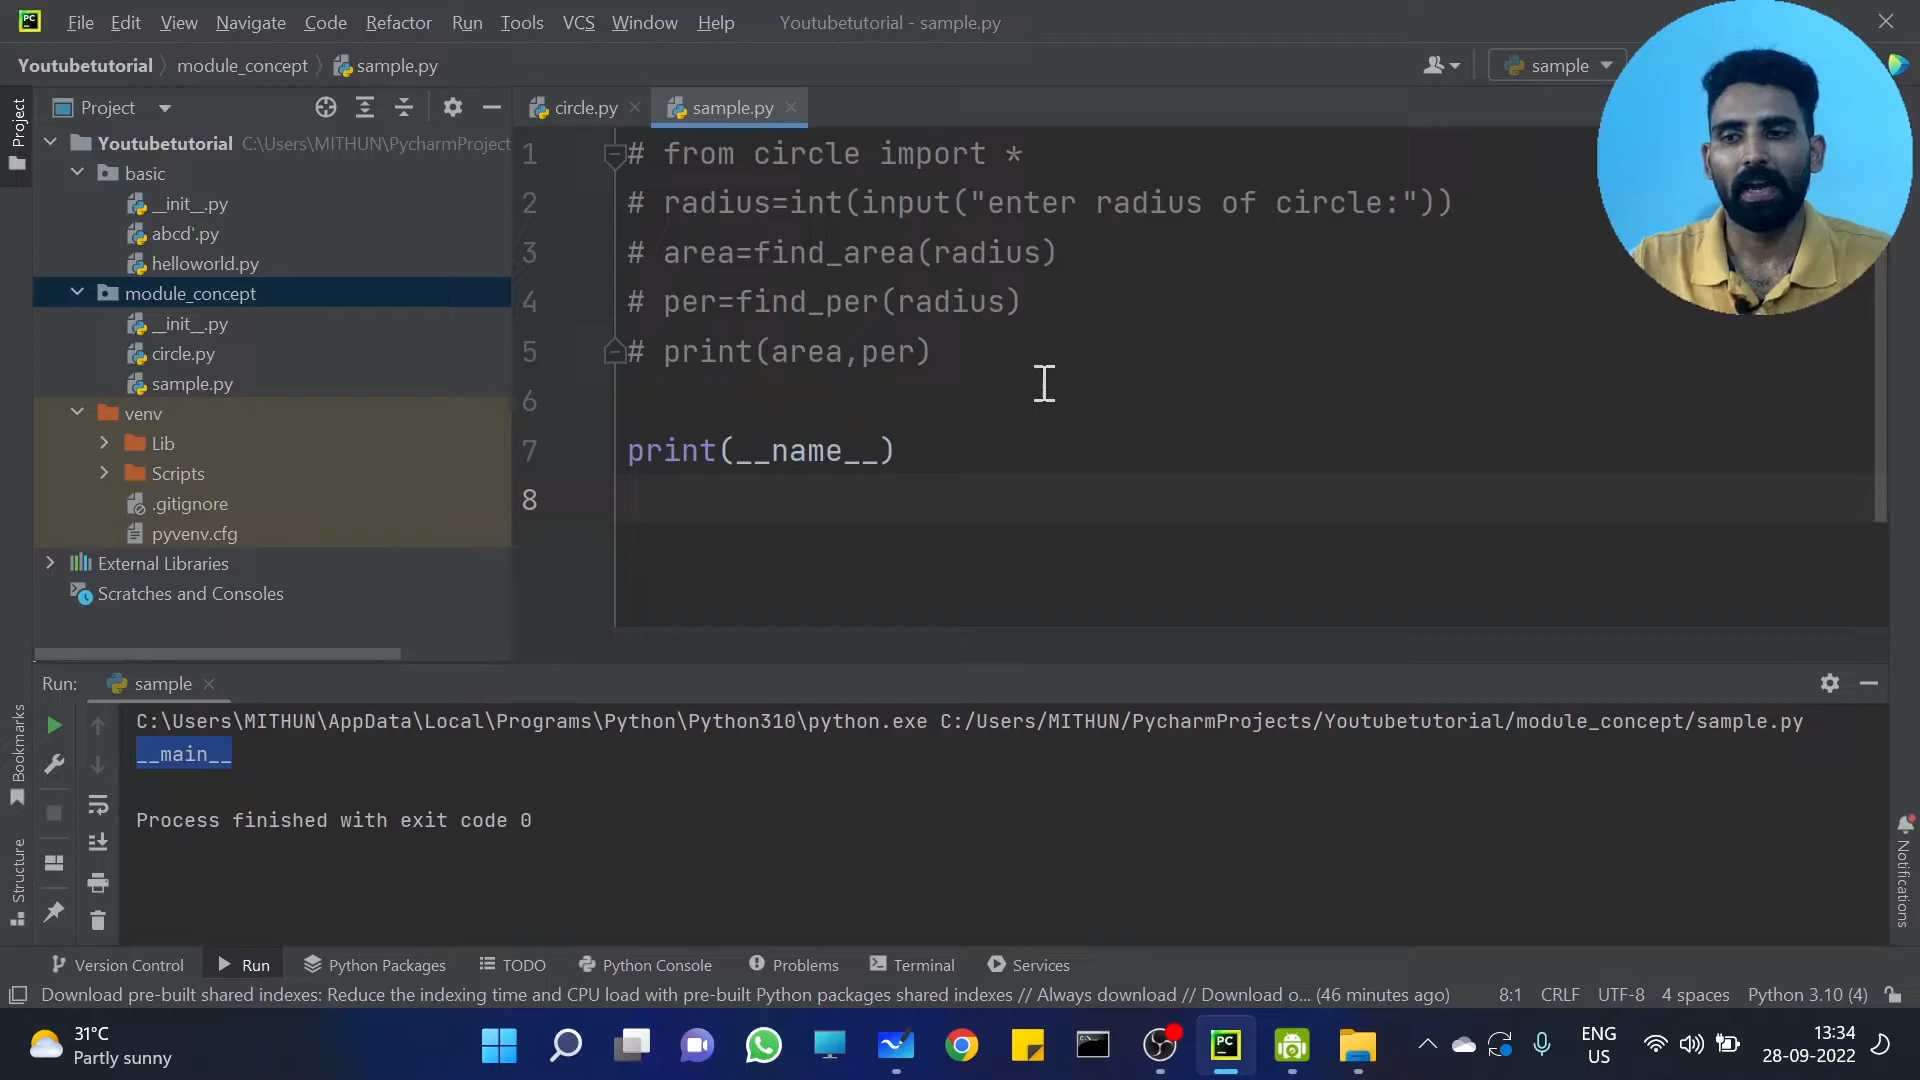 PC File Edit View Navigate Code Refactor Run Tools VCS Window Help Youtubetutorial - sample.py
Youtubetutorial module_concept sample.py sample
Project
Project
Youtubetutorial C:\Users\MITHUN\PycharmProject
basic
__init__.py
abcd'.py
helloworld.py
module_concept
__init__.py
circle.py
sample.py
venv
Lib
Scripts
.gitignore
pyvenv.cfg
External Libraries
Scratches and Consoles
circle.py sample.py
1 # from circle import *
2 # radius=int(input("enter radius of circle:"))
3 # area=find_area(radius)
4 # per=find_per(radius)
5 # print(area,per)
6
7 print(__name__)
8
Run: sample
C:\Users\MITHUN\AppData\Local\Programs\Python\Python310\python.exe C:/Users/MITHUN/PycharmProjects/Youtubetutorial/module_concept/sample.py
__main__
Process finished with exit code 0
Bookmarks
Structure
Notifications
Version Control Run Python Packages TODO Python Console Problems Terminal Services
Download pre-built shared indexes: Reduce the indexing time and CPU load with pre-built Python packages shared indexes // Always download // Download o... (46 minutes ago) 8:1 CRLF UTF-8 4 spaces Python 3.10 (4)
31°C
Partly sunny
PC
ENG
US
13:34
28-09-2022